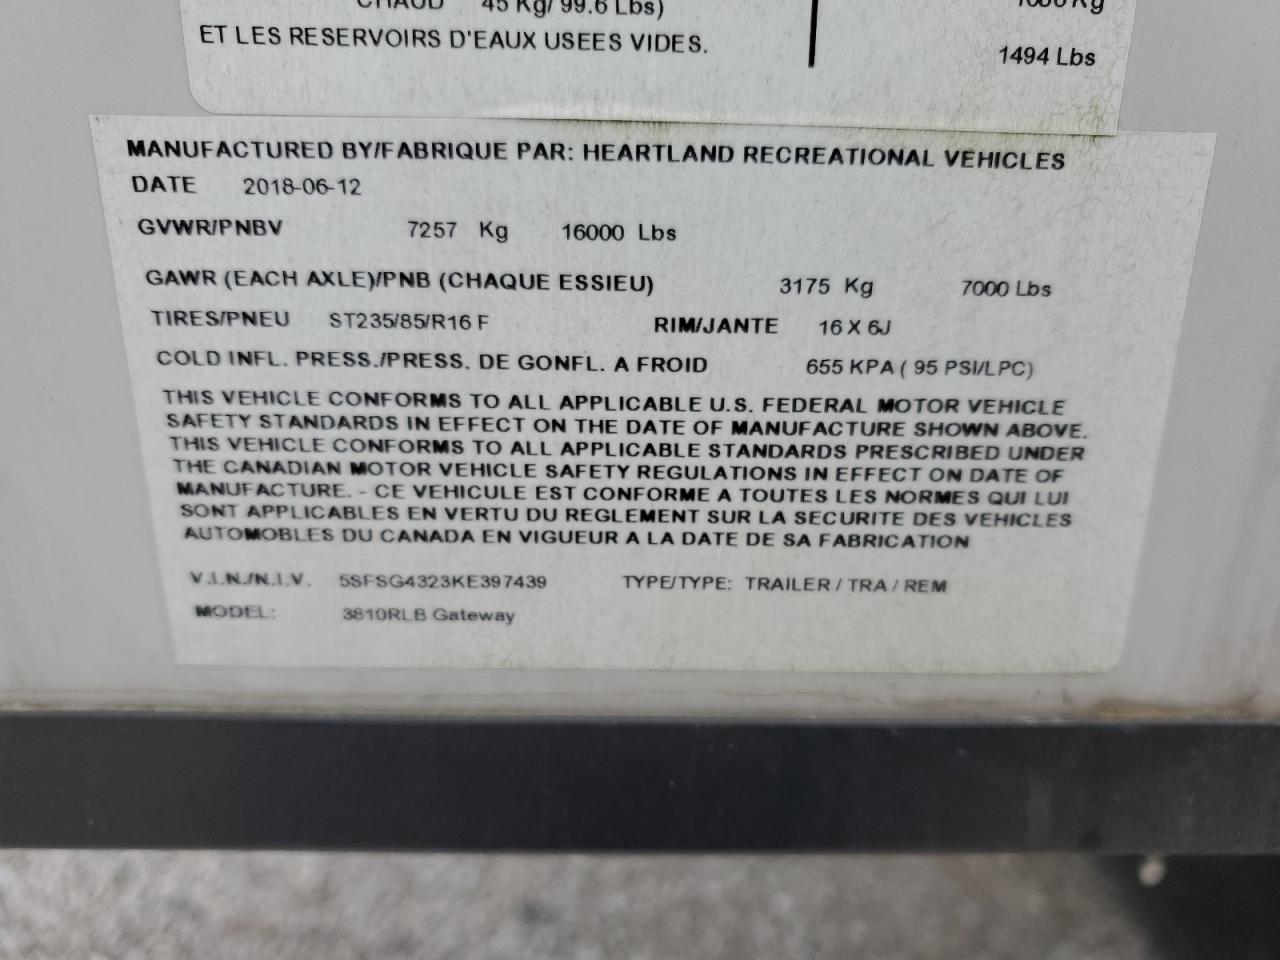 CHAUD 45 Kg/ 99.6 Lbs)
ET LES RESERVOIRS D'EAUX USEES VIDES.
1494 Lbs
MANUFACTURED BY/FABRIQUE PAR: HEARTLAND RECREATIONAL VEHICLES
DATE 2018-06-12
GVWR/PNBV 7257 Kg 16000 Lbs
GAWR (EACH AXLE)/PNB (CHAQUE ESSIEU) 3175 Kg 7000 Lbs
TIRES/PNEU ST235/85/R16 F RIM/JANTE 16 X 6J
COLD INFL. PRESS./PRESS. DE GONFL. A FROID 655 KPA ( 95 PSI/LPC)
THIS VEHICLE CONFORMS TO ALL APPLICABLE U.S. FEDERAL MOTOR VEHICLE
SAFETY STANDARDS IN EFFECT ON THE DATE OF MANUFACTURE SHOWN ABOVE.
THIS VEHICLE CONFORMS TO ALL APPLICABLE STANDARDS PRESCRIBED UNDER
THE CANADIAN MOTOR VEHICLE SAFETY REGULATIONS IN EFFECT ON DATE OF
MANUFACTURE. - CE VEHICULE EST CONFORME A TOUTES LES NORMES QUI LUI
SONT APPLICABLES EN VERTU DU REGLEMENT SUR LA SECURITE DES VEHICLES
AUTOMOBLES DU CANADA EN VIGUEUR A LA DATE DE SA FABRICATION
V.I.N./N.I.V. 5SFSG4323KE397439 TYPE/TYPE: TRAILER / TRA / REM
MODEL: 3810RLB Gateway